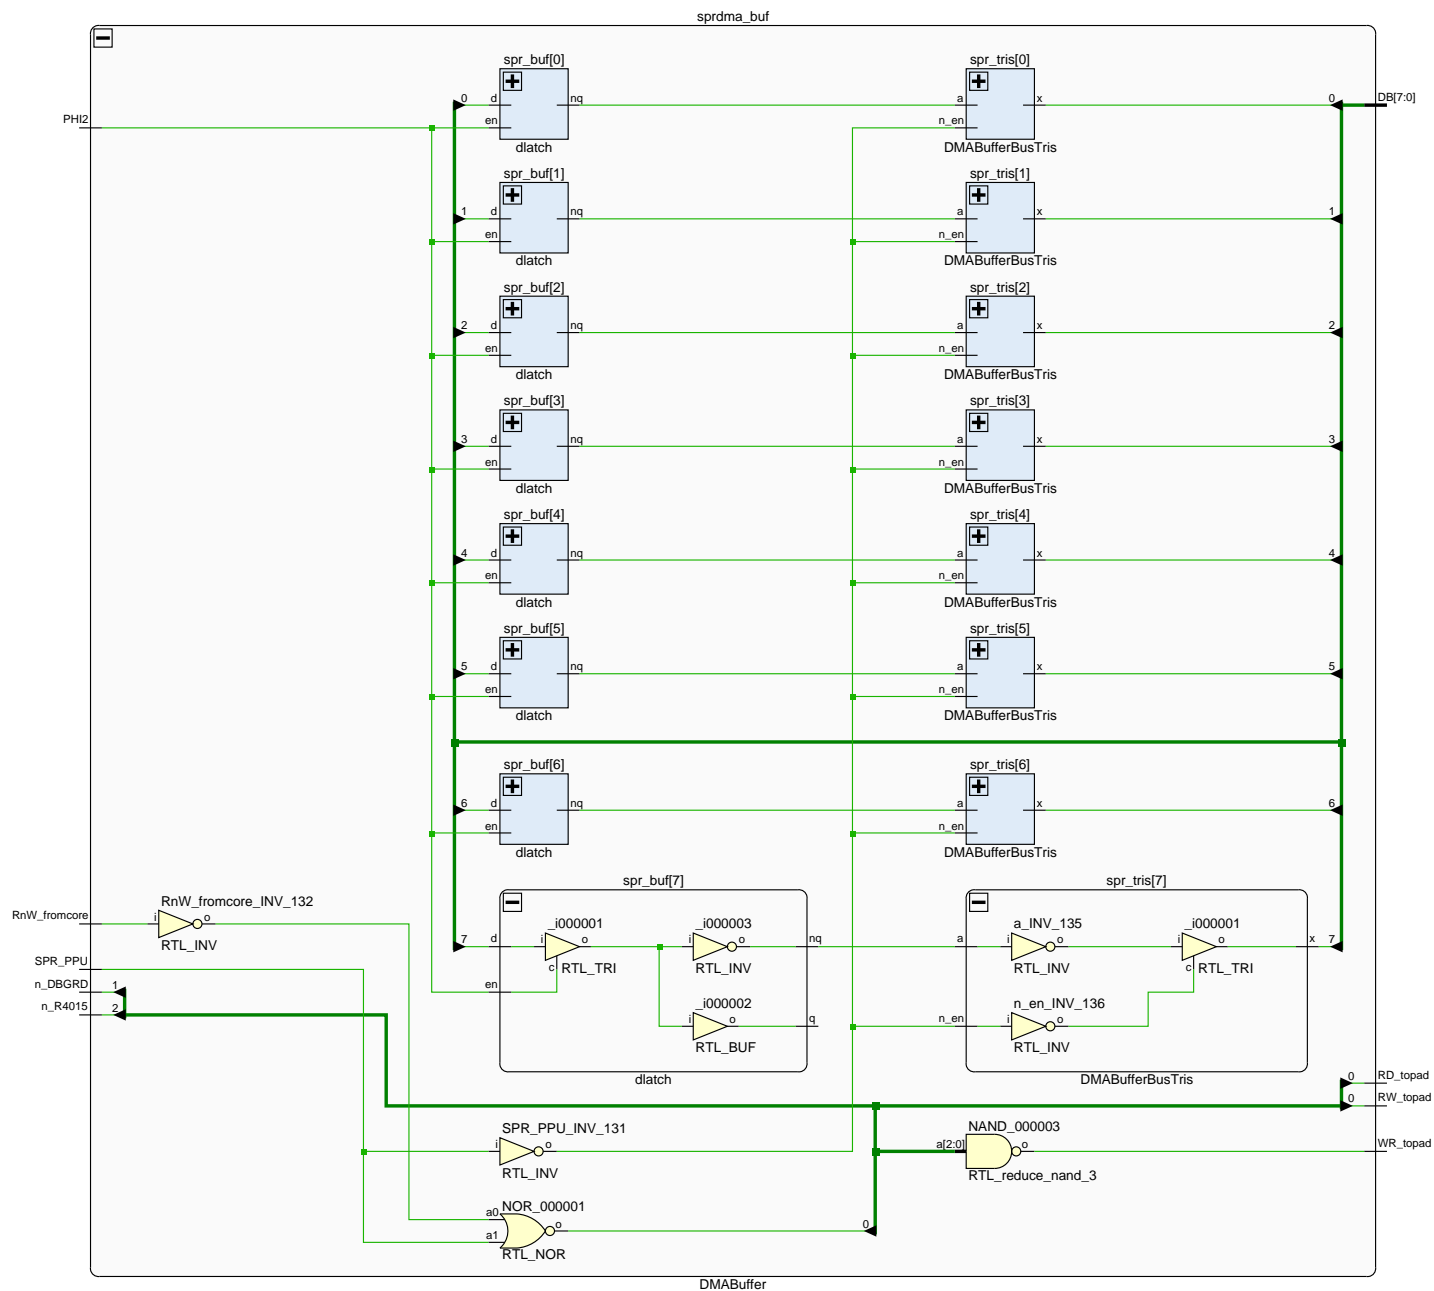 sprdma_buf
spr_buf[0] spr_tris[0]
DB[7:0]
0 d nq a x 0
PHI2
en n_en
dlatch DMABufferBusTris
spr_buf[1] spr_tris[1]
1 d nq a x 1
en n_en
dlatch DMABufferBusTris
spr_buf[2] spr_tris[2]
2 d nq a x 2
en n_en
dlatch DMABufferBusTris
spr_buf[3] spr_tris[3]
3 d nq a x 3
en n_en
dlatch DMABufferBusTris
spr_buf[4] spr_tris[4]
4 d nq a x 4
en n_en
dlatch DMABufferBusTris
spr_buf[5] spr_tris[5]
5 d nq a x 5
en n_en
dlatch DMABufferBusTris
spr_buf[6] spr_tris[6]
6 d nq a x 6
en n_en
dlatch DMABufferBusTris
spr_buf[7] spr_tris[7]
RnW_fromcore_INV_132
RnW_fromcore i o
RTL_INV
_i000001 _i000003 a_INV_135 _i000001
7 d i o i o nq a i o i o x 7
c RTL_TRI RTL_INV RTL_INV c RTL_TRI
SPR_PPU
n_DBGRD 1
en
n_R4015 2
_i000002 n_en_INV_136
i o q n_en i o
RTL_BUF RTL_INV
dlatch DMABufferBusTris
0 RD_topad
0 RW_topad
SPR_PPU_INV_131 NAND_000003
i o a[2:0] o WR_topad
RTL_INV RTL_reduce_nand_3
NOR_000001
a0 o 0
a1
RTL_NOR
DMABuffer